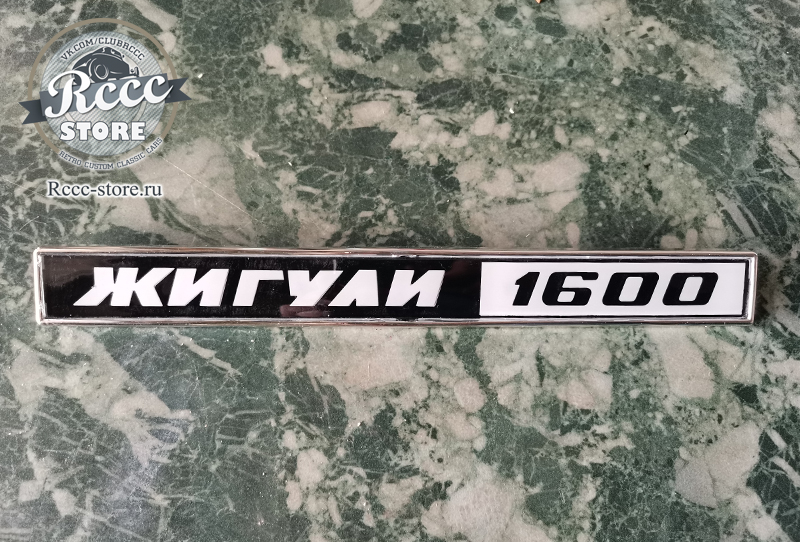 VK.COM/CLUBRCCC
Rccc
STORE
RETRO CUSTOM CLASSIC CARS
Rccc-store.ru
ЖИГУЛИ 1600